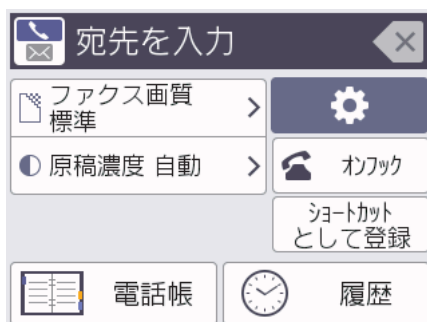 宛先を入力
ファクス画質
標準
原稿濃度 自動
オンフック
ショートカット
として登録
電話帳
履歴